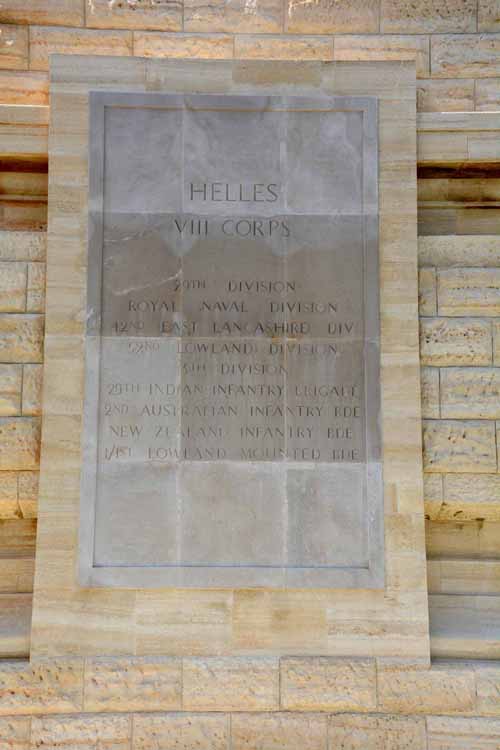 HELLES
VIII CORPS
29TH DIVISION
ROYAL NAVAL DIVISION
42ND EAST LANCASHIRE DIV
52ND LOWLAND DIVISION
DIVISION
29TH INDIAN INFANTRY BRIGADE
2ND AUSTRALIAN INFANTRY BDE
NEW ZEALAND INFANTRY BDE
1/1ST LOWLAND MOUNTED BDE